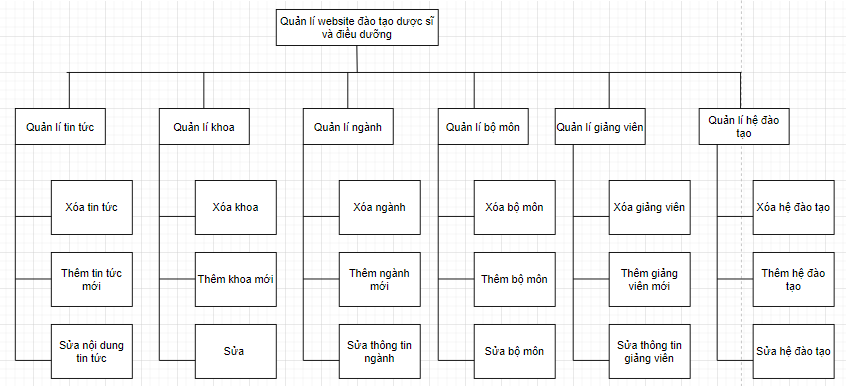 Quản lí website đào tạo dược sĩ
và điều dưỡng
Quản lí tin tức
Quản lí khoa
Quản lí ngành
Quản lí bộ môn
Quản lí giảng viên
Quản lí hệ đào
tạo
Xóa tin tức
Xóa khoa
Xóa ngành
Xóa bộ môn
Xóa giảng viên
Xóa hệ đào tạo
Thêm tin tức
mới
Thêm khoa mới
Thêm ngành
mới
Thêm bộ môn
Thêm giảng
viên mới
Thêm hệ đào
tạo
Sửa nội dung
tin tức
Sửa
Sửa thông tin
ngành
Sửa bộ môn
Sửa thông tin
giảng viên
Sửa hệ đào tạo